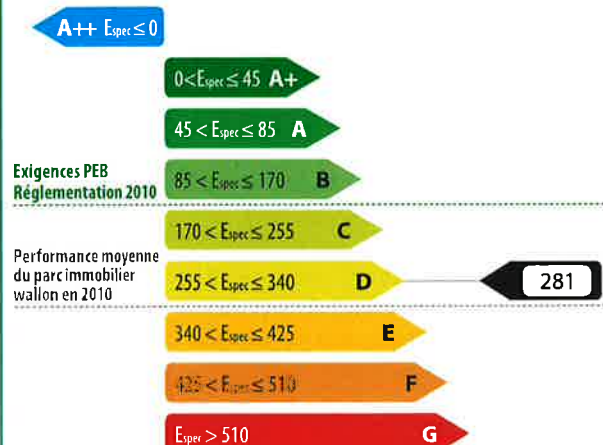 A++ Espec ≤ 0
0<Espec ≤ 45 A+
45 < Espec ≤ 85 A
Exigences PEB
Réglementation 2010
85 < Espec ≤ 170 B
170 < Espec ≤ 255 C
Performance moyenne
du parc immobilier
wallon en 2010
255 < Espec ≤ 340 D
281
340 < Espec ≤ 425 E
425 < Espec ≤ 510 F
Espec > 510 G